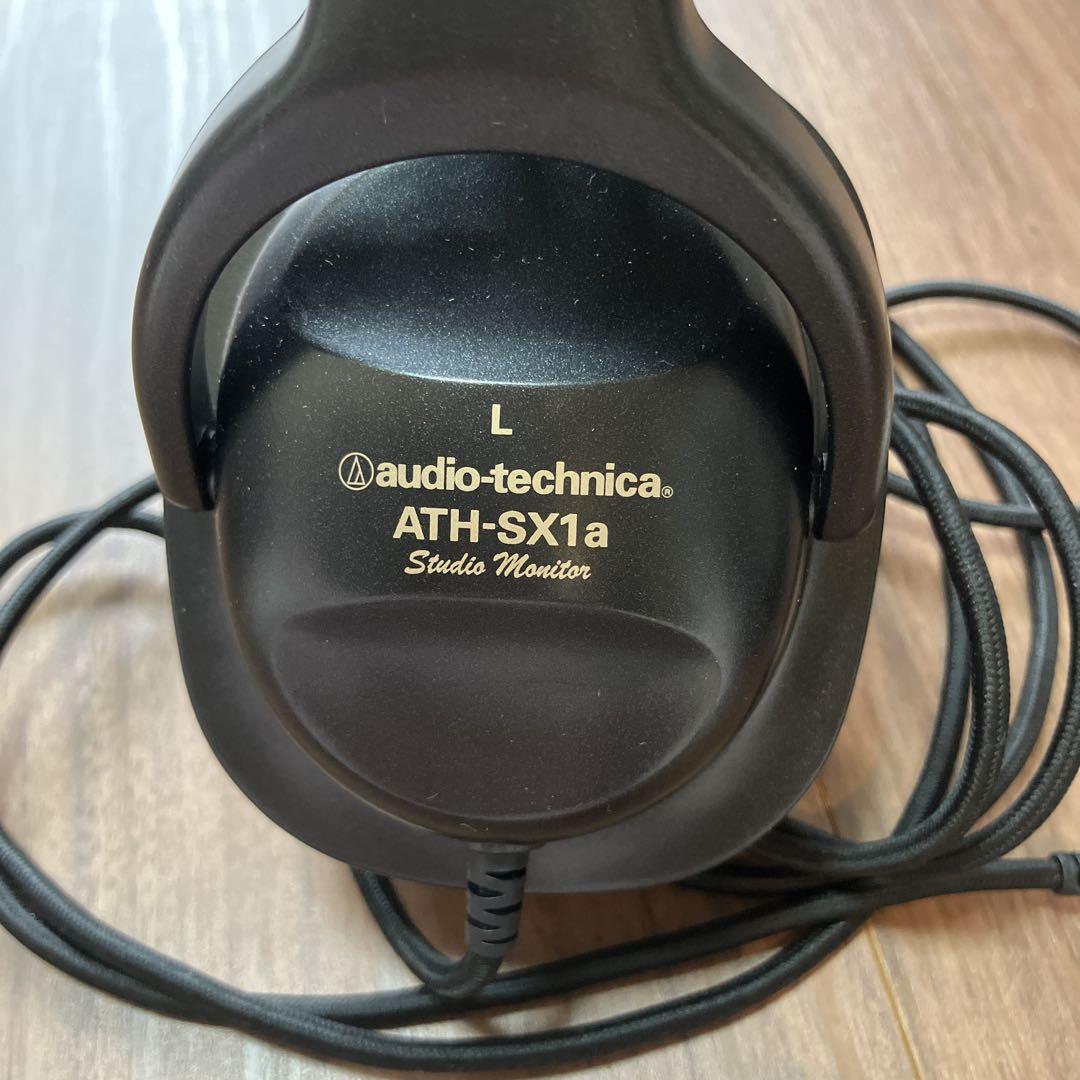 L
audio-technica®
ATH-SX1a
Studio Monitor